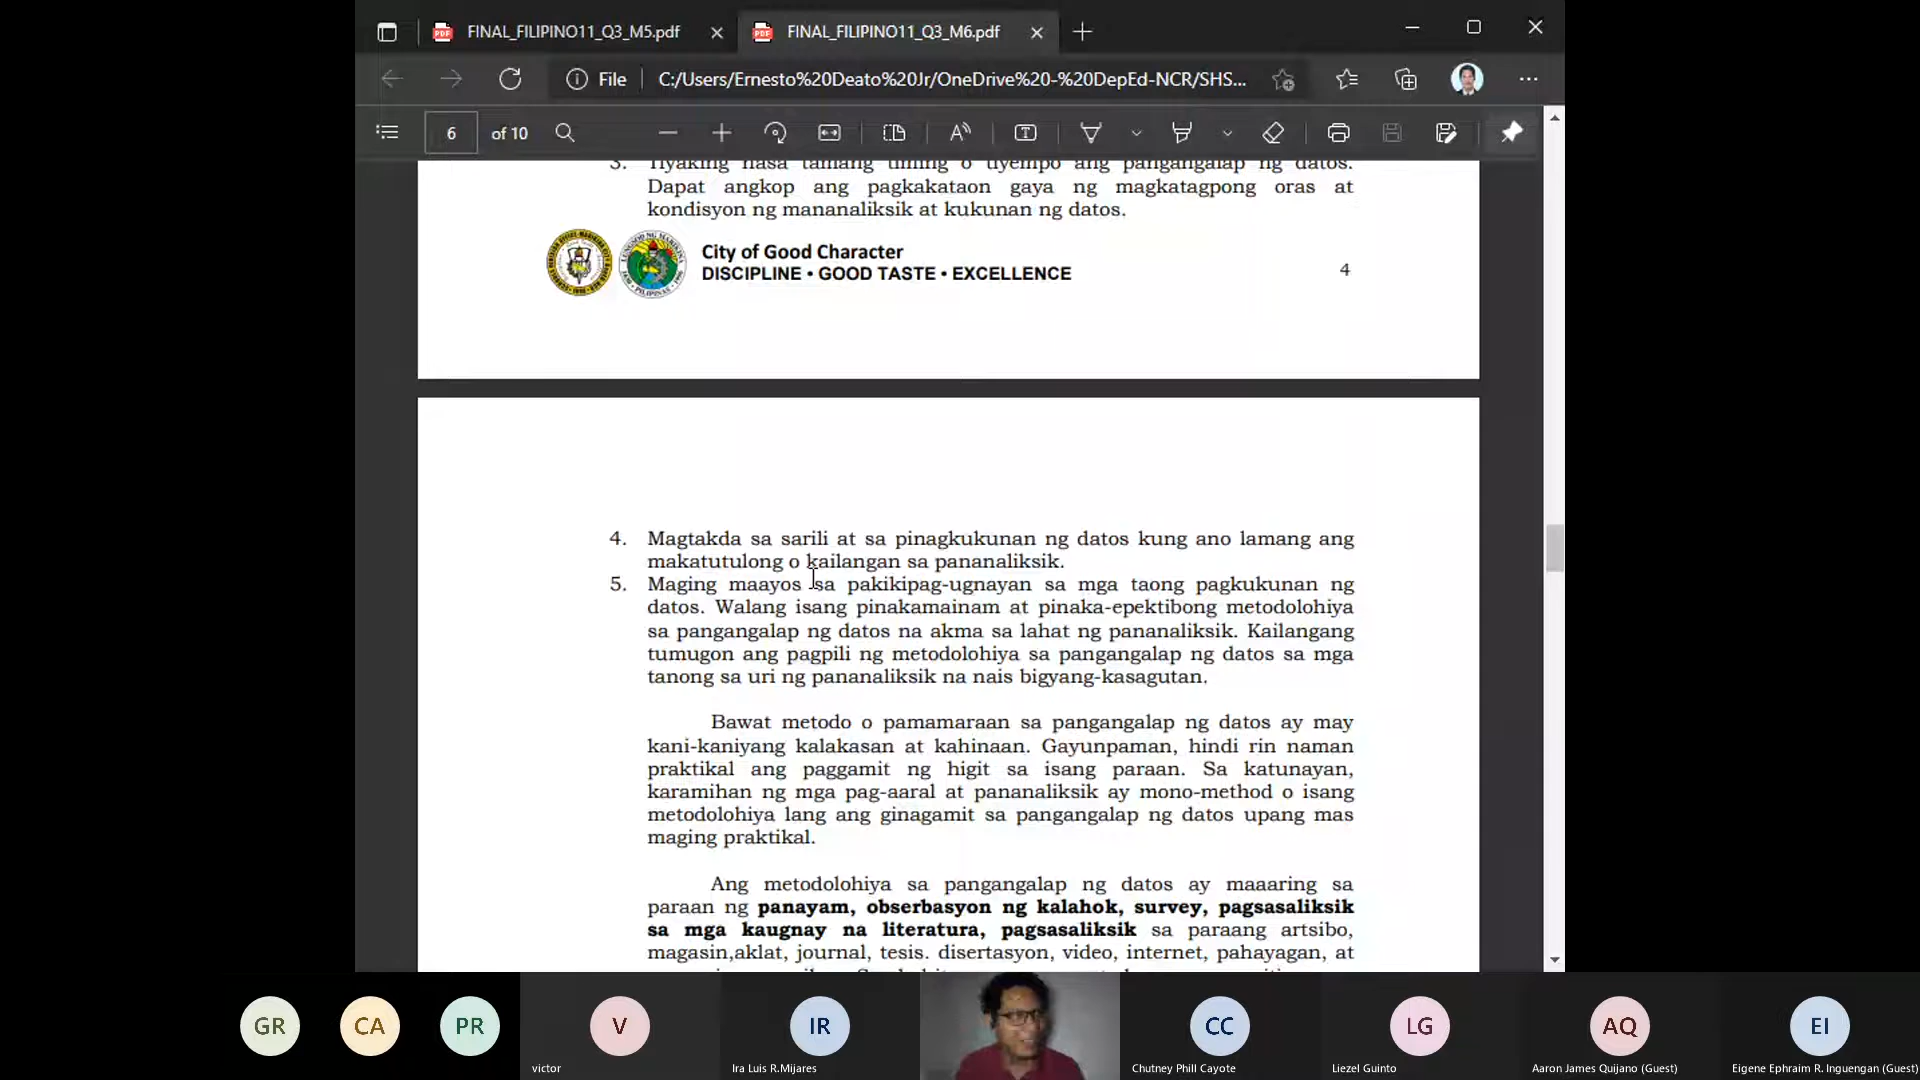 FINAL_FILIPINO11_Q3_M5.pdf
FINAL_FILIPINO11_Q3_M6.pdf
File
C:/Users/Ernesto%20Deato%20Jr/OneDrive%20-%20DepEd-NCR/SHS...
6
of 10
3. Tiyaking nasa tamang timing o tiyempo ang pangangalap ng datos.
Dapat angkop ang pagkakataon gaya ng magkatagpong oras at
kondisyon ng mananaliksik at kukunan ng datos.
City of Good Character
DISCIPLINE • GOOD TASTE • EXCELLENCE
4
4. Magtakda sa sarili at sa pinagkukunan ng datos kung ano lamang ang
makatutulong o kailangan sa pananaliksik.
5. Maging maayos sa pakikipag-ugnayan sa mga taong pagkukunan ng
datos. Walang isang pinakamainam at pinaka-epektibong metodolohiya
sa pangangalap ng datos na akma sa lahat ng pananaliksik. Kailangang
tumugon ang pagpili ng metodolohiya sa pangangalap ng datos sa mga
tanong sa uri ng pananaliksik na nais bigyang-kasagutan.
Bawat metodo o pamamaraan sa pangangalap ng datos ay may
kani-kaniyang kalakasan at kahinaan. Gayunpaman, hindi rin naman
praktikal ang paggamit ng higit sa isang paraan. Sa katunayan,
karamihan ng mga pag-aaral at pananaliksik ay mono-method o isang
metodolohiya lang ang ginagamit sa pangangalap ng datos upang mas
maging praktikal.
Ang metodolohiya sa pangangalap ng datos ay maaaring sa
paraan ng panayam, obserbasyon ng kalahok, survey, pagsasaliksik
sa mga kaugnay na literatura, pagsasaliksik sa paraang artsibo,
magasin,aklat, journal, tesis. disertasyon, video, internet, pahayagan, at
GR
CA
PR
V
IR
CC
LG
AQ
EI
victor
Ira Luis R.Mijares
Chutney Phill Cayote
Liezel Guinto
Aaron James Quijano (Guest)
Eigene Ephraim R. Inguengan (Guest)